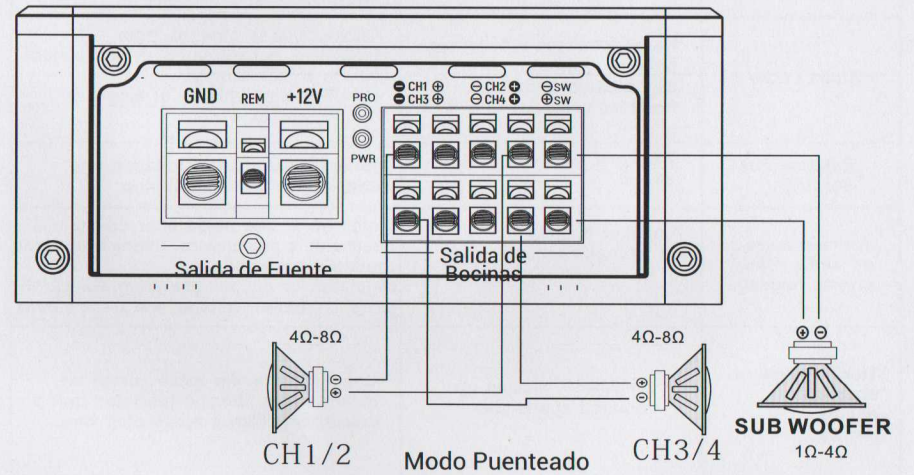 GND REM +12V
PRO
PWR
⊖ CH1 ⊕ ⊖ CH2 ⊕ ⊖SW
⊖ CH3 ⊕ ⊖ CH4 ⊕ ⊕SW
Salida de Fuente
Salida de
Bocinas
4Ω-8Ω
⊖
⊕
CH1/2
4Ω-8Ω
⊕
⊖
CH3/4
⊕ ⊖
SUB WOOFER
1Ω-4Ω
Modo Puenteado